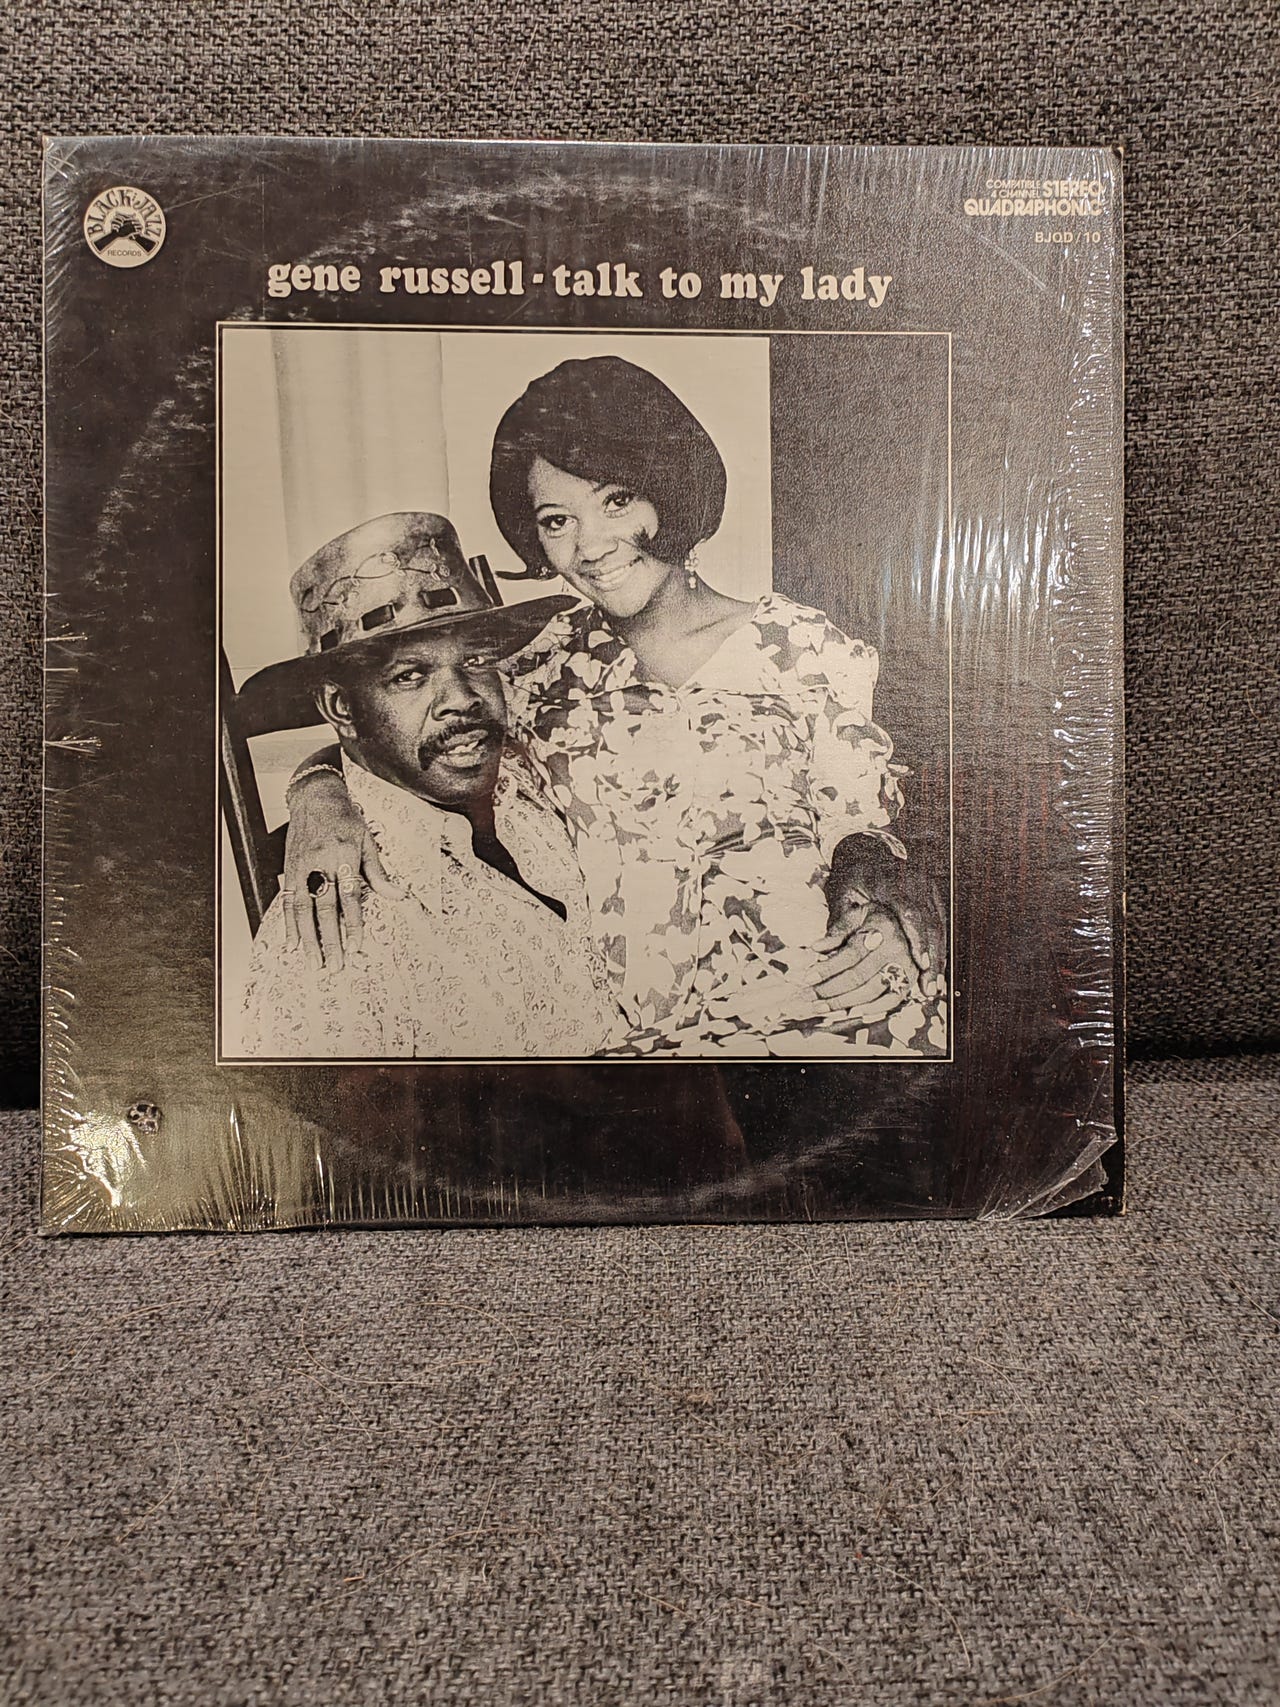 BLACK JAZZ
RECORDS
COMPATIBLE
4 CHANNEL STEREO
QUADRAPHONIC
BJQD/10
gene russell - talk to my lady